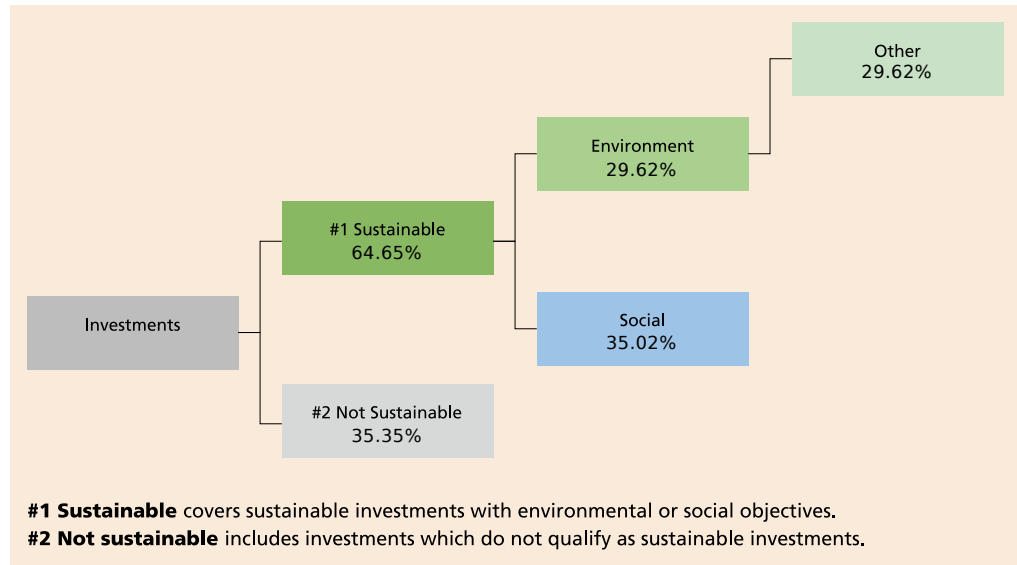 Other
29.62%
Environment
29.62%
#1 Sustainable
64.65%
Investments
Social
35.02%
#2 Not Sustainable
35.35%
#1 Sustainable covers sustainable investments with environmental or social objectives.
#2 Not sustainable includes investments which do not qualify as sustainable investments.